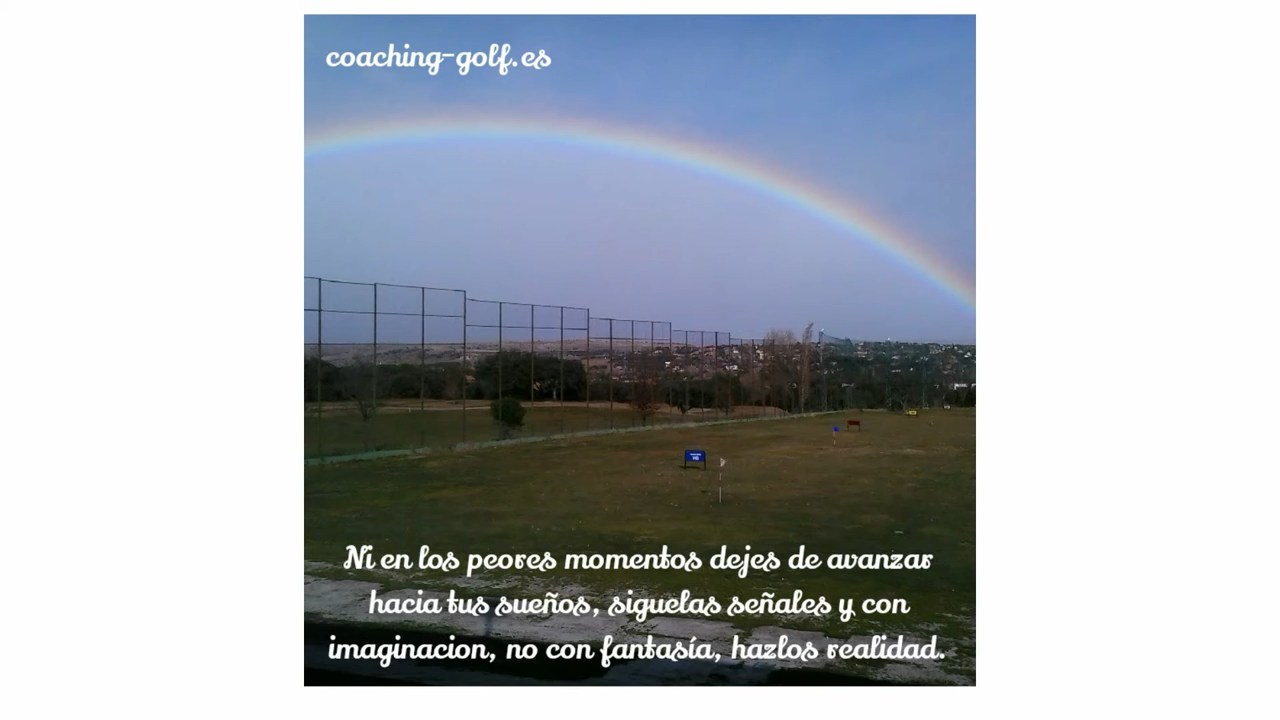 coaching-golf.es
Ni en los peores momentos dejes de avanzar
hacia tus sueños, siguelas señales y con
imaginacion, no con fantasía, hazlos realidad.